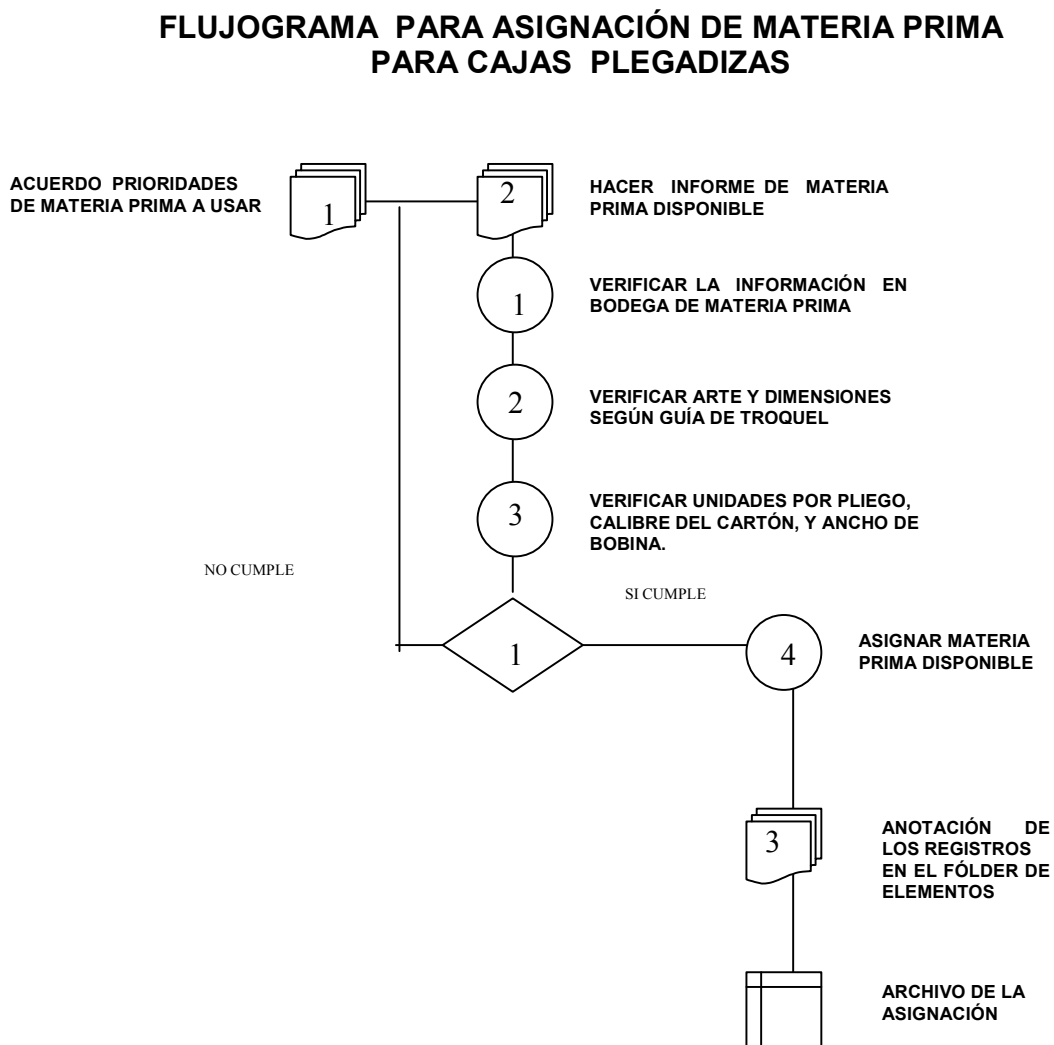 FLUJOGRAMA PARA ASIGNACIÓN DE MATERIA PRIMA
PARA CAJAS PLEGADIZAS
ACUERDO PRIORIDADES
DE MATERIA PRIMA A USAR
1
2
HACER INFORME DE MATERIA
PRIMA DISPONIBLE
1
VERIFICAR LA INFORMACIÓN EN
BODEGA DE MATERIA PRIMA
2
VERIFICAR ARTE Y DIMENSIONES
SEGÚN GUÍA DE TROQUEL
3
VERIFICAR UNIDADES POR PLIEGO,
CALIBRE DEL CARTÓN, Y ANCHO DE
BOBINA.
NO CUMPLE
SI CUMPLE
1
4
ASIGNAR MATERIA
PRIMA DISPONIBLE
3
ANOTACIÓN DE
LOS REGISTROS
EN EL FÓLDER DE
ELEMENTOS
ARCHIVO DE LA
ASIGNACIÓN